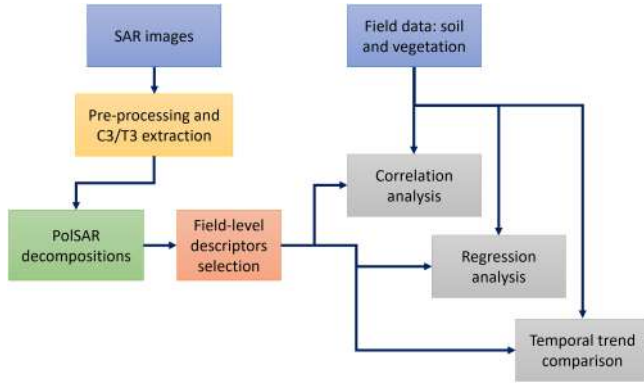 SAR images
Field data: soil
and vegetation
Pre-processing and
C3/T3 extraction
Correlation
analysis
PolSAR
decompositions
Field-level
descriptors
selection
Regression
analysis
Temporal trend
comparison